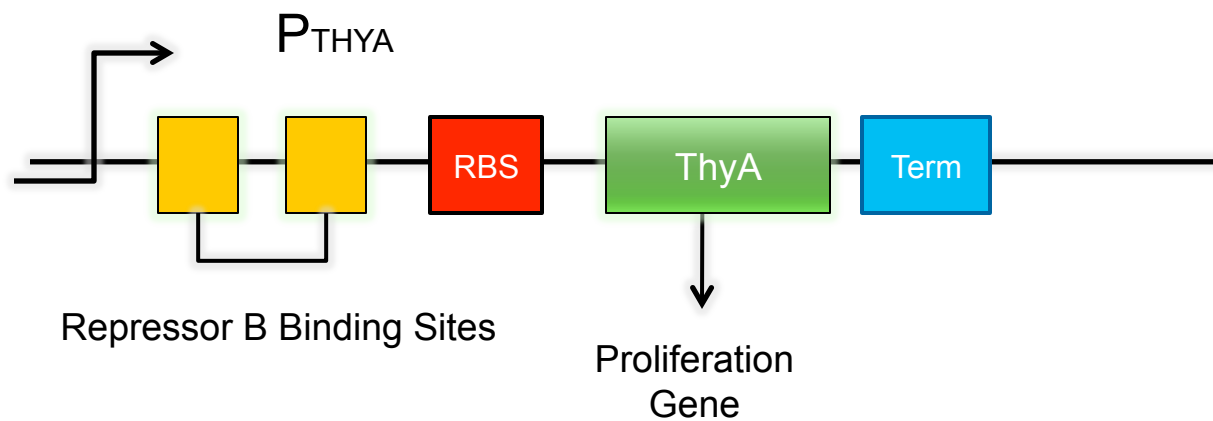 PTHYA
RBS
ThyA
Term
Repressor B Binding Sites
Proliferation
Gene